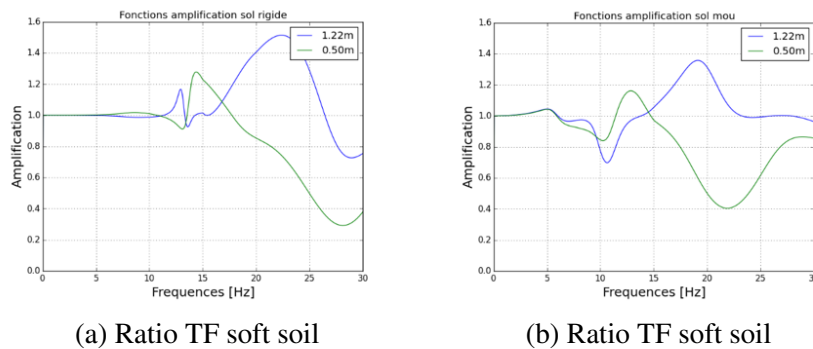 Fonctions amplification sol rigide
1.6
1.4
1.2
1.0
0.8
0.6
0.4
0.2
0.0
Amplification
1.22m
0.50m
0 5 10 15 20 25 30
Frequences [Hz]
(a) Ratio TF soft soil
Fonctions amplification sol mou
1.6
1.4
1.2
1.0
0.8
0.6
0.4
0.2
0.0
Amplification
1.22m
0.50m
0 5 10 15 20 25 30
Frequences [Hz]
(b) Ratio TF soft soil